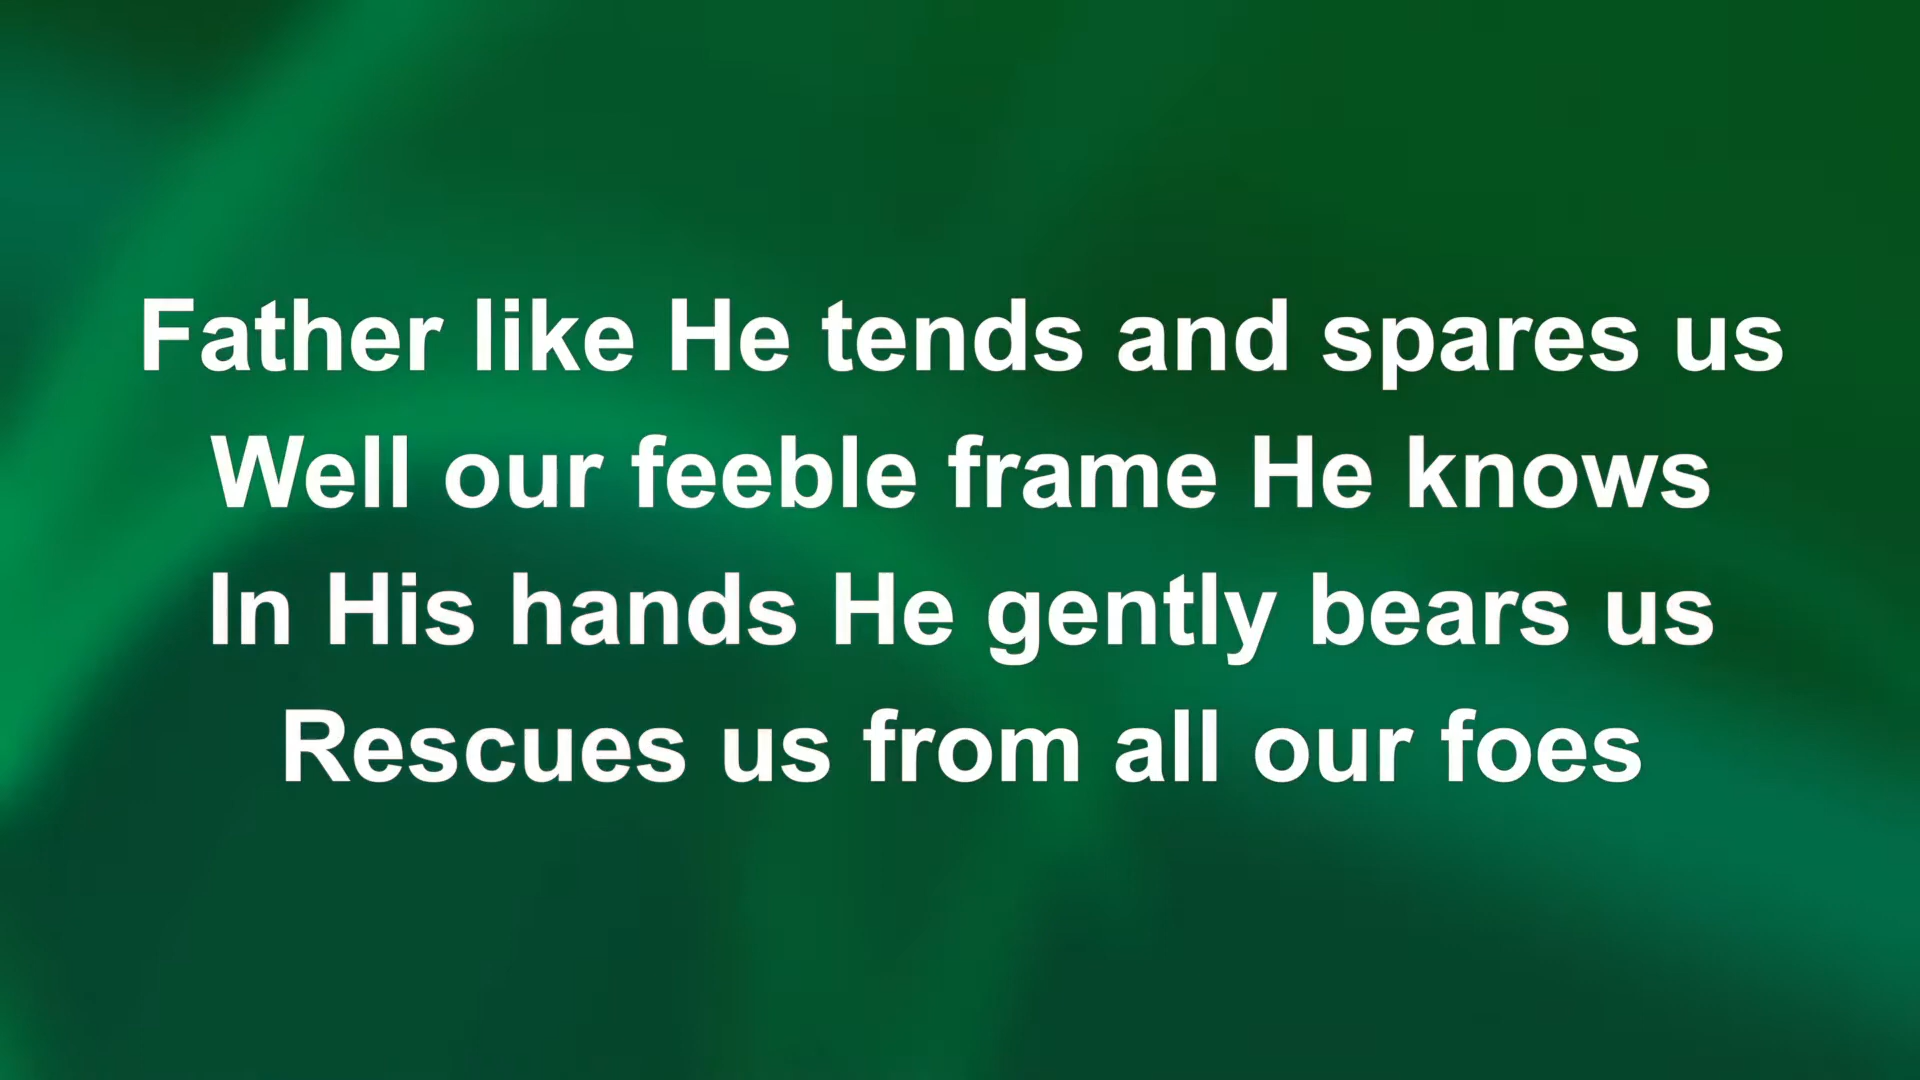 Father like He tends and spares us
Well our feeble frame He knows
In His hands He gently bears us
Rescues us from all our foes